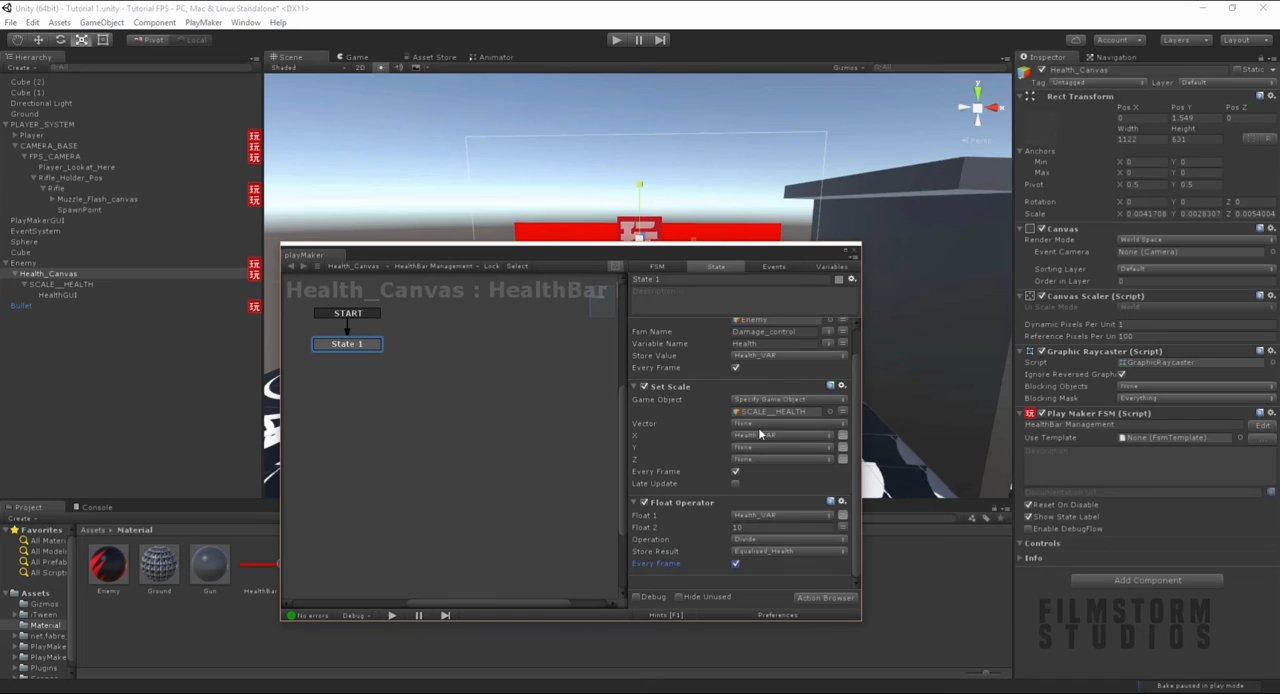 Unity (64bit) - Tutorial 1.unity - Tutorial FPS - PC, Mac & Linux Standalone* <DX11>
File Edit Assets GameObject Component PlayMaker Window Help
Pivot Local Account Layers Layout
Hierarchy Scene Game Asset Store Animator Inspector Navigation
Create All Shaded 2D Gizmos All
Health_Canvas Static
Tag Untagged Layer Default
Cube (2)
Cube (1)
Directional Light
Ground
PLAYER_SYSTEM
Player
CAMERA_BASE
FPS_CAMERA
Player_Lookat_Here
Rifle_Holder_Pos
Rifle
Muzzle_Flash_canvas
SpawnPoint
PlayMakerGUI
EventSystem
Sphere
Cube
Enemy
Health_Canvas
SCALE__HEALTH
HealthGUI
Bullet
Persp
玩
Rect Transform
Pos X Pos Y Pos Z
0 1.549 0
Width Height
1122 631
R
Anchors
Min X 0 Y 0
Max X 0 Y 0
Pivot X 0.5 Y 0.5
Rotation X 0 Y 0 Z 0
Scale X 0.0041708 Y 0.0028307 Z 0.0054004
Canvas
Render Mode World Space
Event Camera None (Camera)
Sorting Layer Default
Order in Layer 0
Canvas Scaler (Script)
Ui Scale Mode World
Dynamic Pixels Per Unit 1
Reference Pixels Per Unit 100
Graphic Raycaster (Script)
Script GraphicRaycaster
Ignore Reversed Graphi
Blocking Objects None
Blocking Mask Everything
Play Maker FSM (Script)
HealthBar Management Edit
Use Template None (FsmTemplate)
Description
Reset On Disable
Show State Label
Enable DebugFlow
Controls
Info
Add Component
playMaker
Health_Canvas HealthBar Management Lock Select
FSM State Events Variables
Health_Canvas : HealthBar
START
State 1
State 1
Description
Enemy
Fsm Name Damage_control
Variable Name Health
Store Value Health_VAR
Every Frame
Set Scale
Game Object Specify Game Object
SCALE__HEALTH
Vector None
X Health_VAR
Y None
Z None
Every Frame
Late Update
Float Operator
Float 1 Health_VAR
Float 2 10
Operation Divide
Store Result Equalised_Health
Every Frame
Debug Hide Unused Action Browser
No errors Debug Hints [F1] Preferences
Project Console
Create
Favorites
All Materi
All Model
All Prefab
All Script
Assets
Gizmos
iTween
Material
net.fabre
PlayMake
PlayMake
Plugins
Assets Material
Enemy Ground Gun HealthBar
FILMSTORM
STUDIOS
Bake paused in play mode